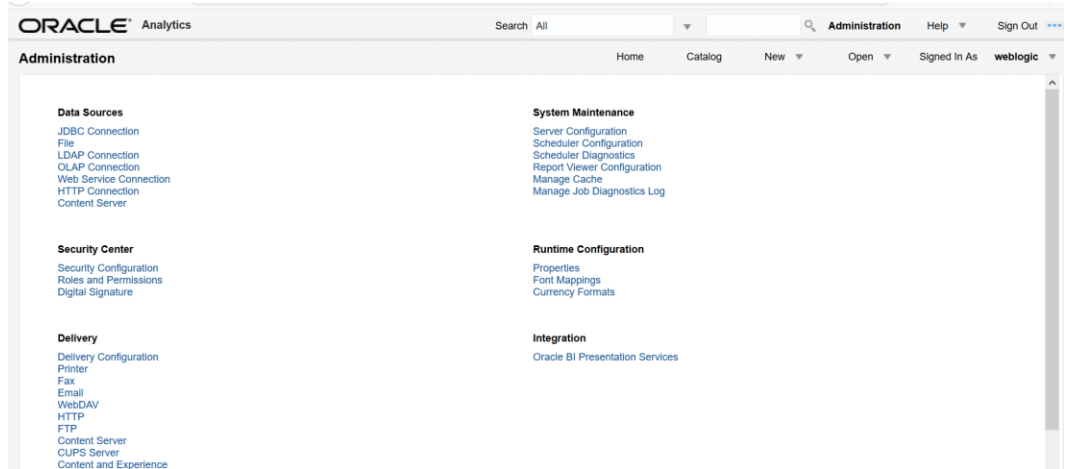 ORACLE Analytics Search All Administration Help Sign Out
Administration Home Catalog New Open Signed In As weblogic
Data Sources
JDBC Connection
File
LDAP Connection
OLAP Connection
Web Service Connection
HTTP Connection
Content Server
System Maintenance
Server Configuration
Scheduler Configuration
Scheduler Diagnostics
Report Viewer Configuration
Manage Cache
Manage Job Diagnostics Log
Security Center
Security Configuration
Roles and Permissions
Digital Signature
Runtime Configuration
Properties
Font Mappings
Currency Formats
Delivery
Delivery Configuration
Printer
Fax
Email
WebDAV
HTTP
FTP
Content Server
CUPS Server
Content and Experience
Integration
Oracle BI Presentation Services